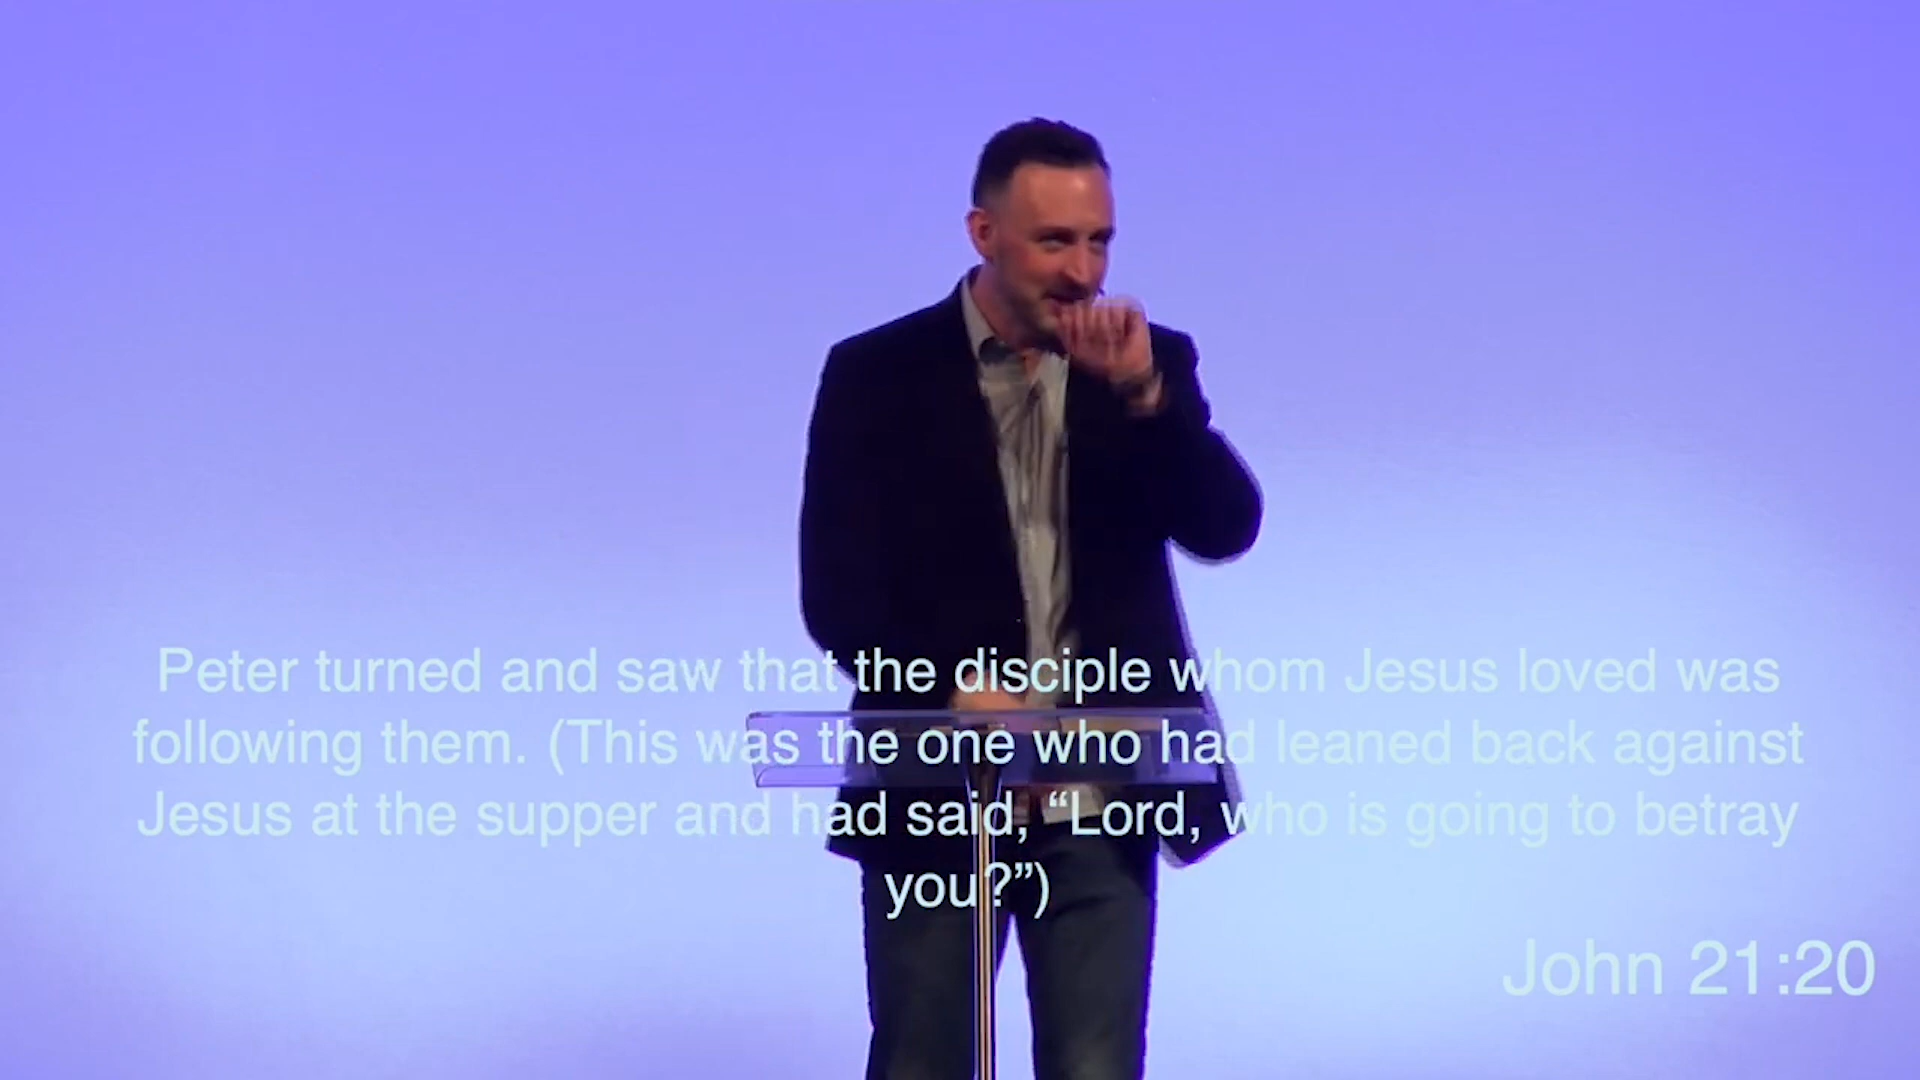 Peter turned and saw that the disciple whom Jesus loved was
following them. (This was the one who had leaned back against
Jesus at the supper and had said, “Lord, who is going to betray
you?”)
John 21:20